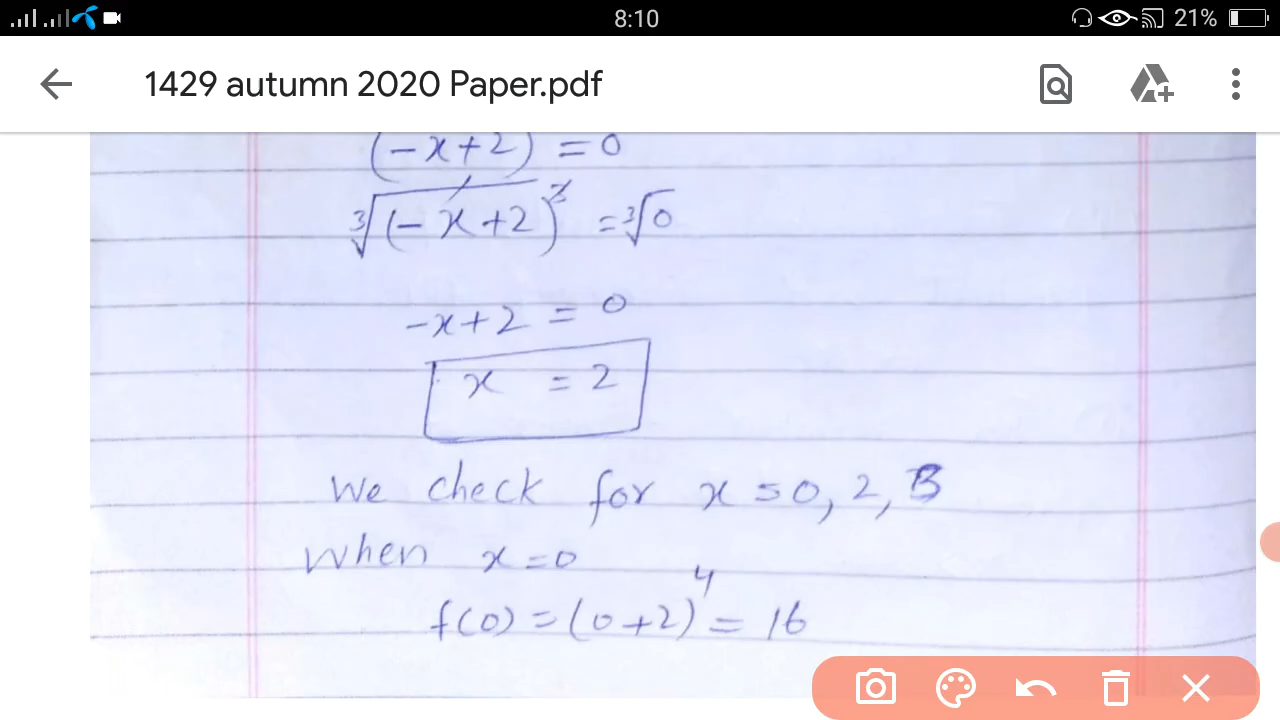 8:10
21%
1429 autumn 2020 Paper.pdf
(-x+2) = 0
∛(-x+2)³ = ∛0
-x+2 = 0
x = 2
We check for x = 0, 2, 3
When x = 0
f(0) = (0+2)⁴ = 16